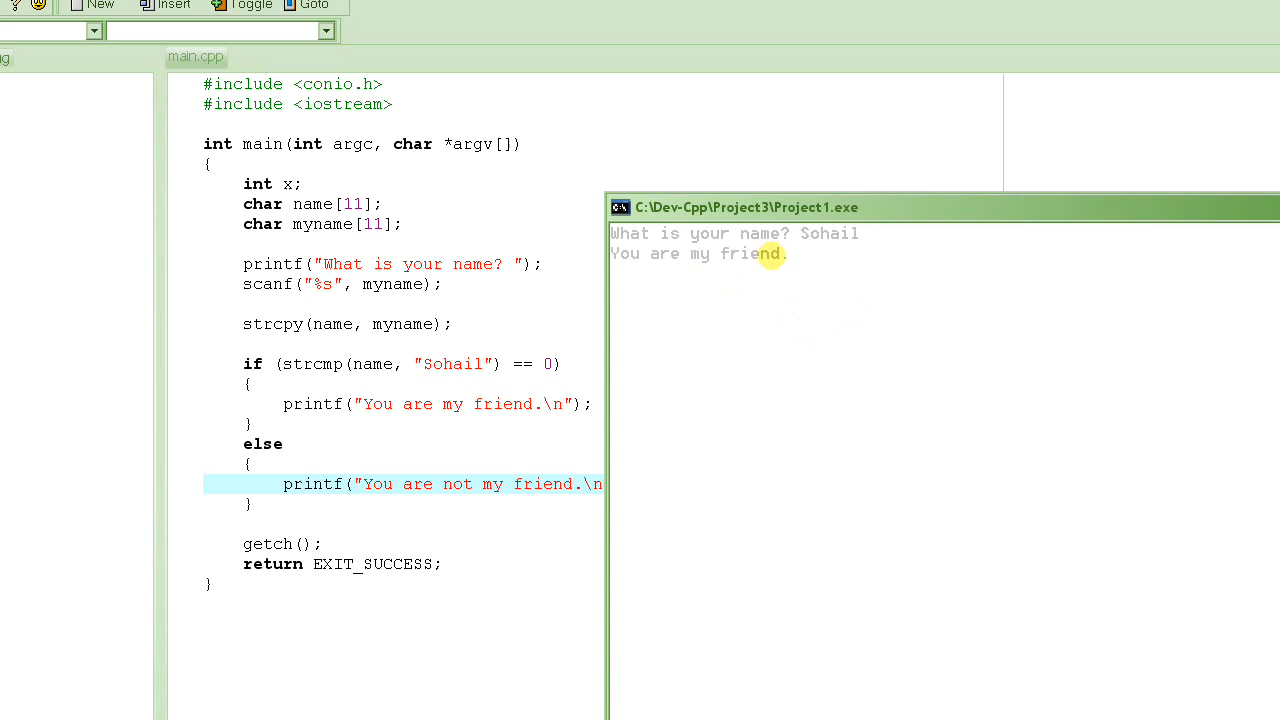 New Insert Toggle Goto
g main.cpp
#include <conio.h>
#include <iostream>
int main(int argc, char *argv[])
{
int x;
char name[11];
char myname[11];
printf("What is your name? ");
scanf("%s", myname);
strcpy(name, myname);
if (strcmp(name, "Sohail") == 0)
{
printf("You are my friend.\n");
}
else
{
printf("You are not my friend.\n
}
getch();
return EXIT_SUCCESS;
}
C:\Dev-Cpp\Project3\Project1.exe
What is your name? Sohail
You are my friend.